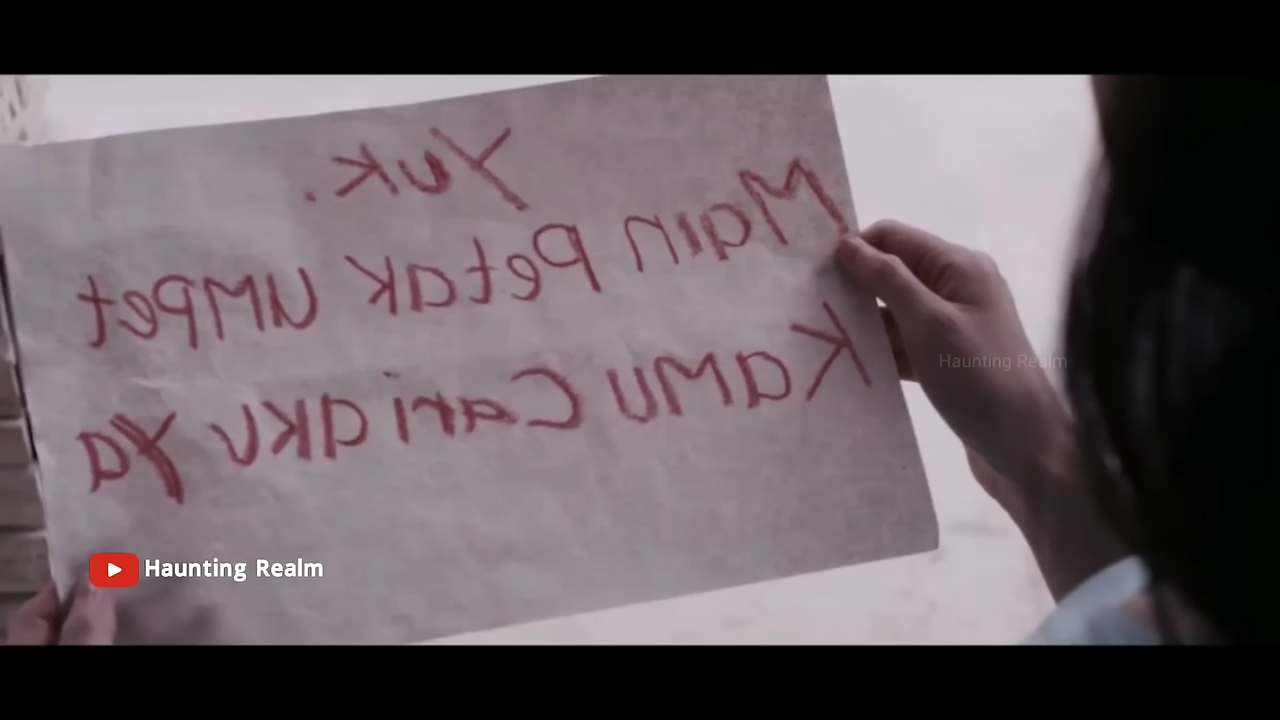 Yuk.
Main Petak Umpet
Kamu Cari aku Ya
Haunting Realm
Haunting Realm